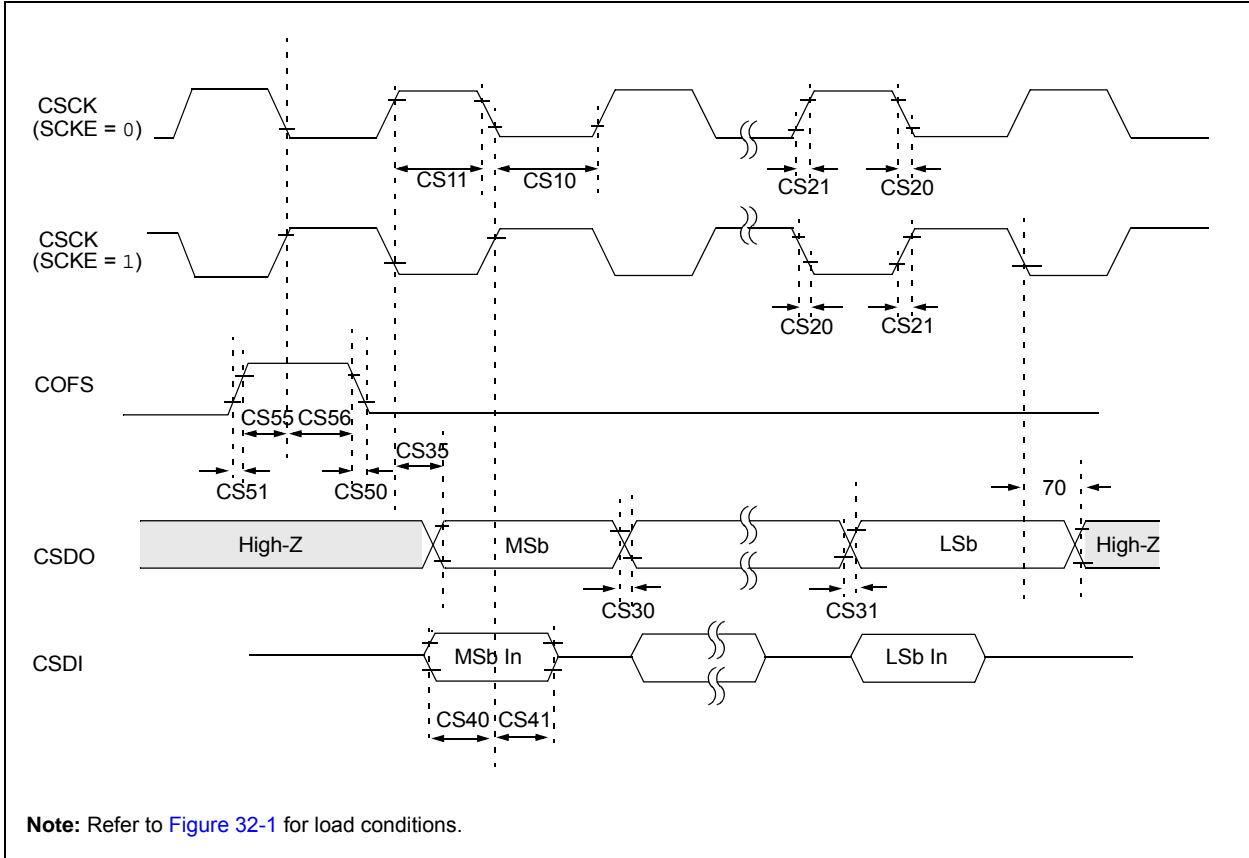 CSCK
(SCKE = 0)
CS11
CS10
CS21
CS20
CSCK
(SCKE = 1)
CS20
CS21
COFS
CS55
CS56
CS35
CS51
CS50
70
CSDO
High-Z
MSb
LSb
High-Z
CS30
CS31
CSDI
MSb In
LSb In
CS40
CS41
Note: Refer to Figure 32-1 for load conditions.